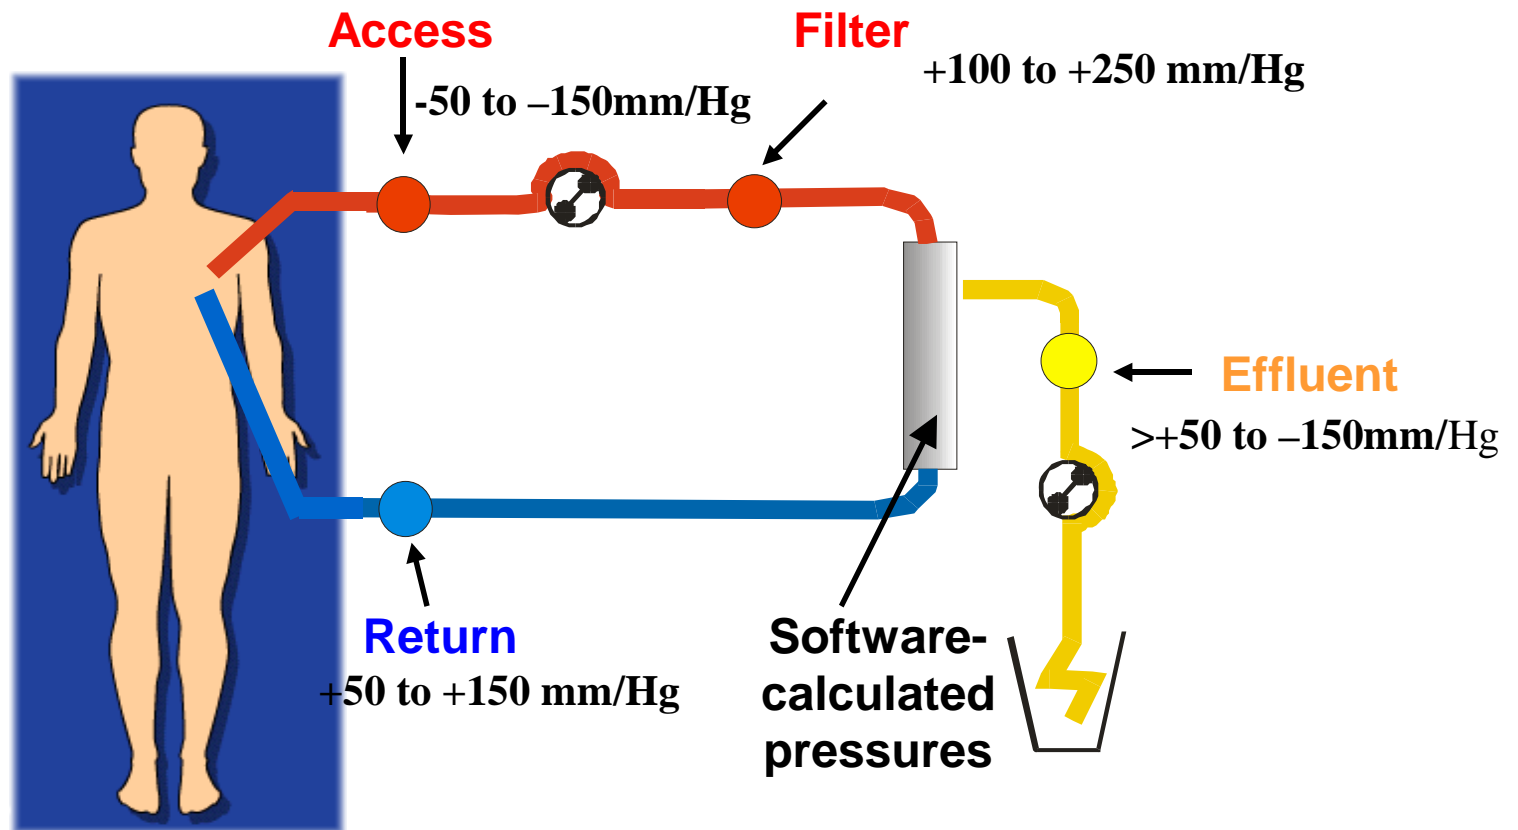 Access
-50 to –150mm/Hg
Filter
+100 to +250 mm/Hg
Effluent
>+50 to –150mm/Hg
Return
+50 to +150 mm/Hg
Software-
calculated
pressures